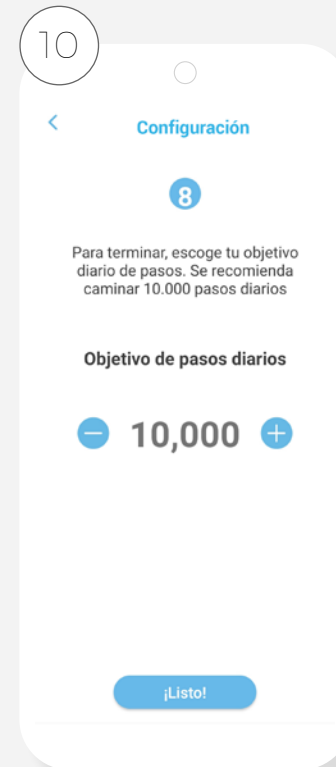 10
Configuración
8
Para terminar, escoge tu objetivo
diario de pasos. Se recomienda
caminar 10.000 pasos diarios
Objetivo de pasos diarios
10,000
¡Listo!